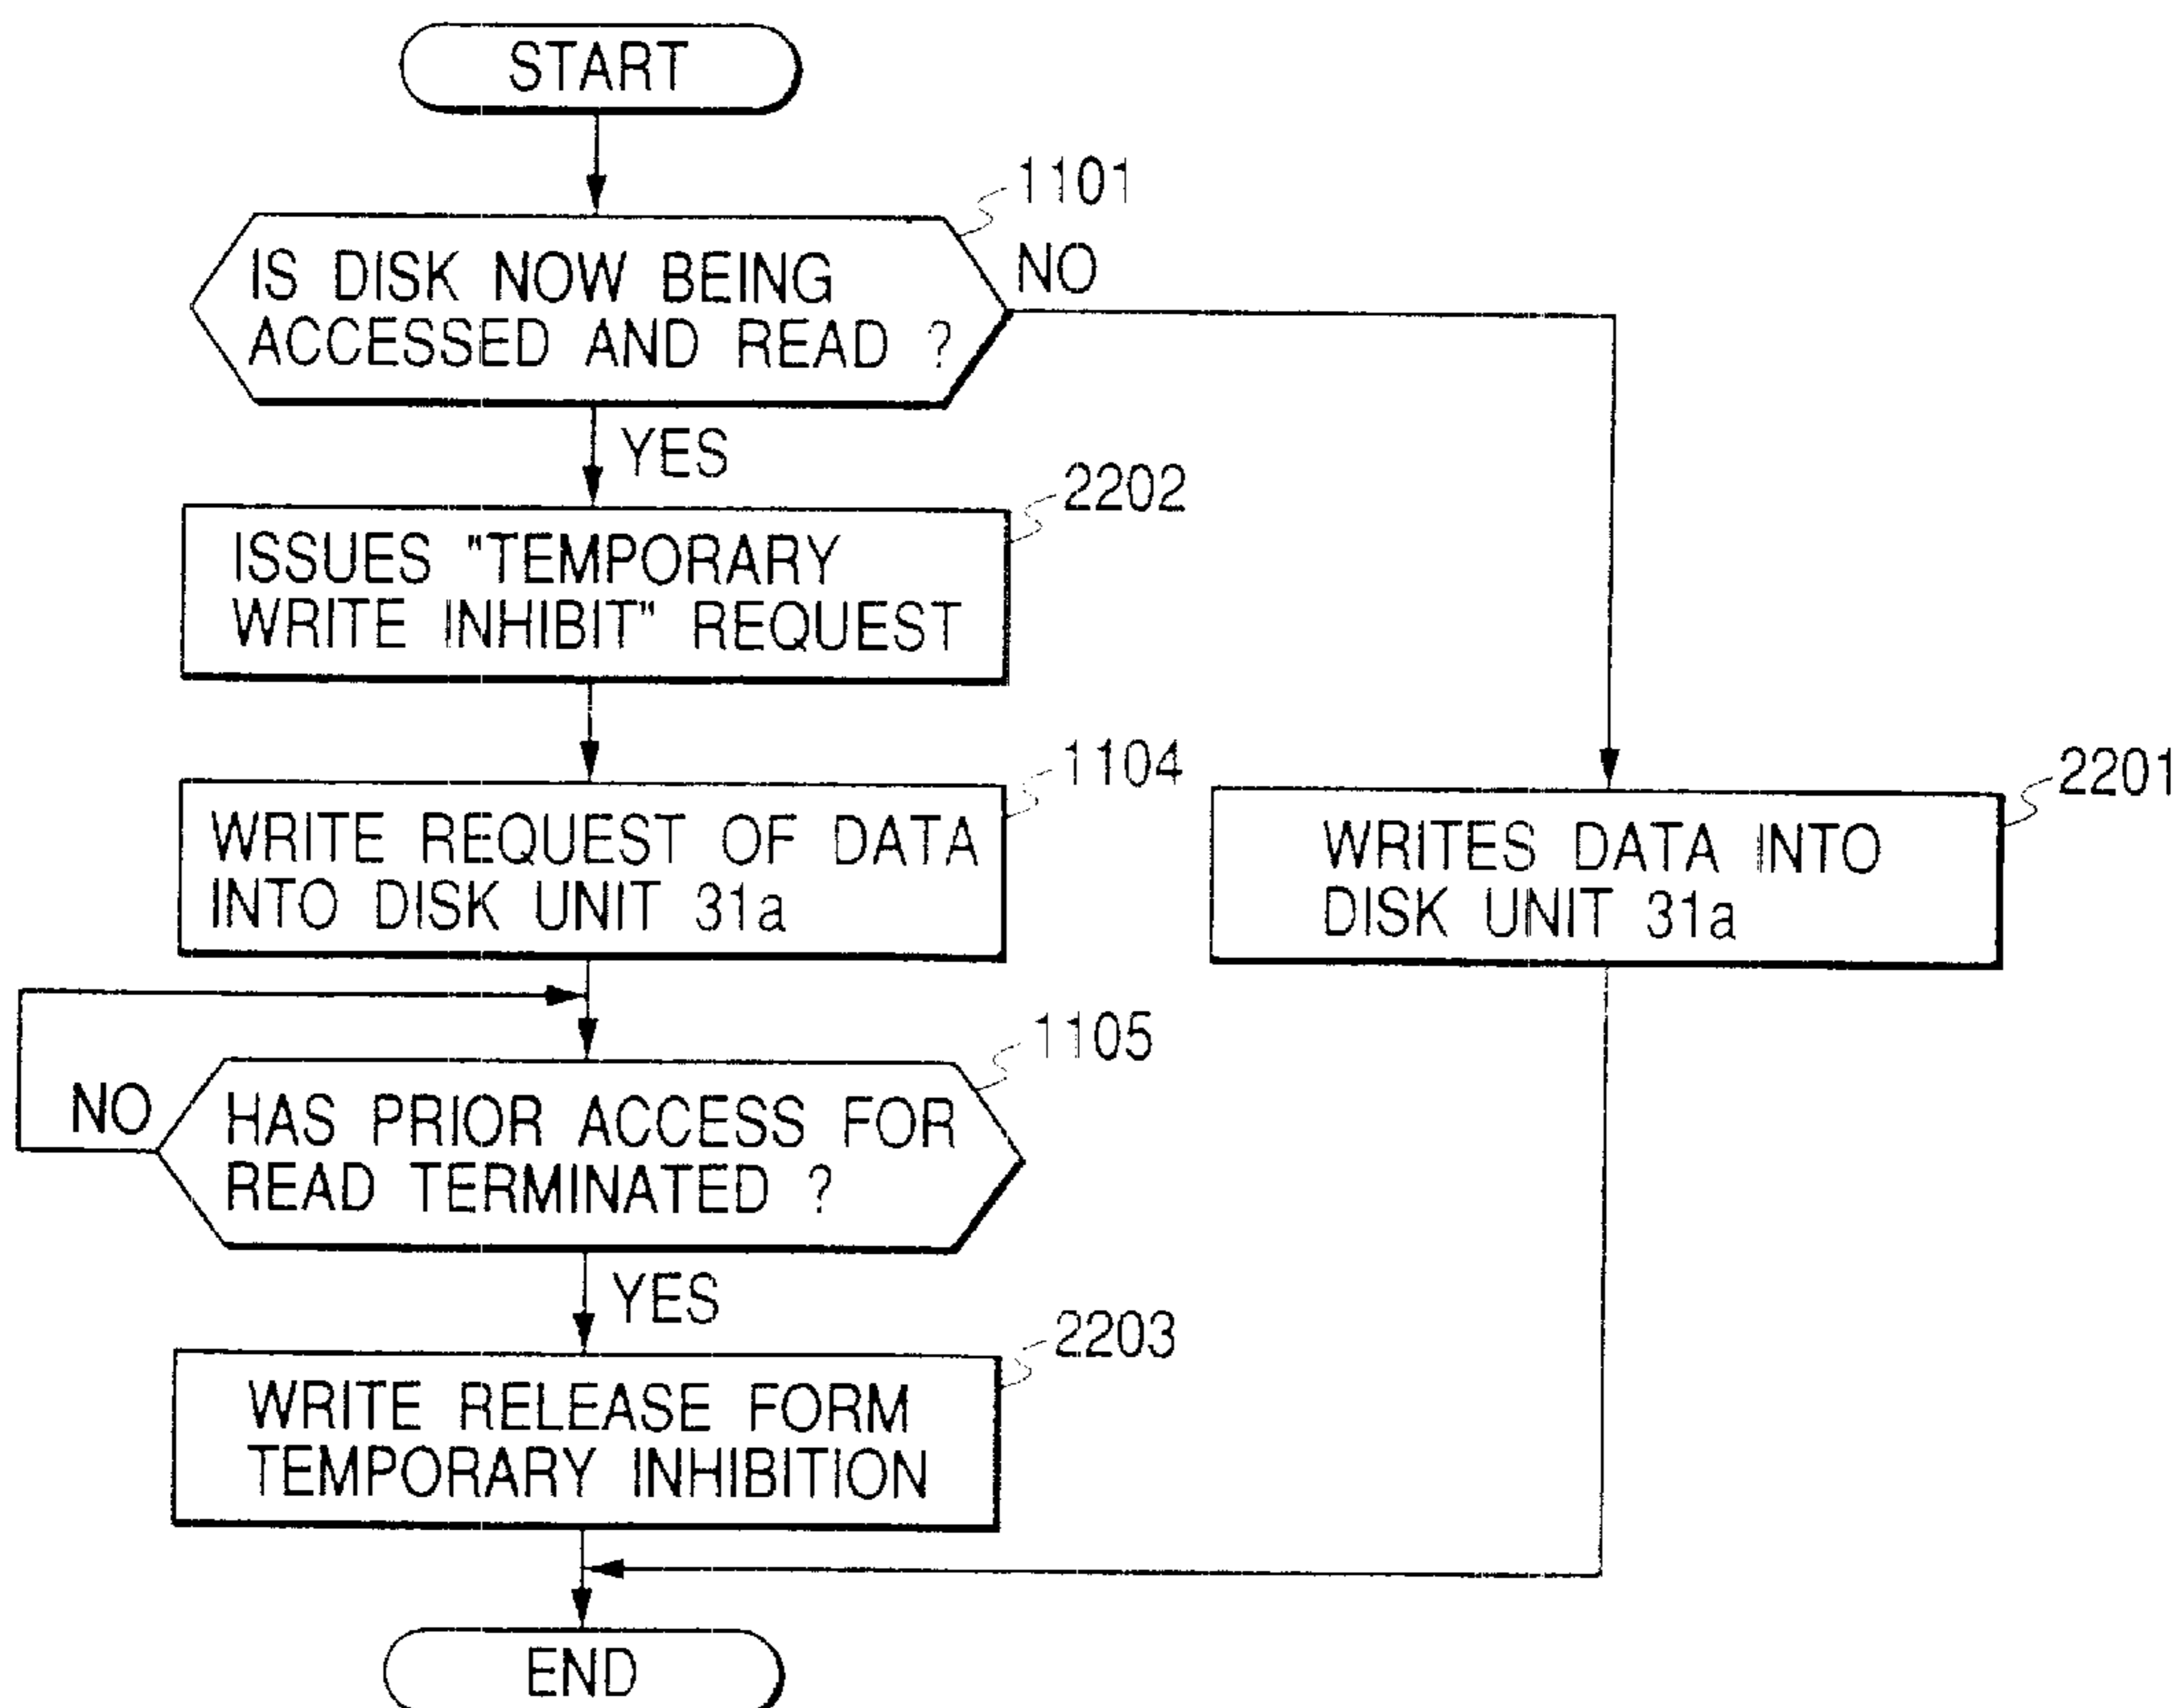 START
1101
IS DISK NOW BEING
ACCESSED AND READ ?
NO
YES
2202
ISSUES "TEMPORARY
WRITE INHIBIT" REQUEST
1104
WRITE REQUEST OF DATA
INTO DISK UNIT 31a
2201
WRITES DATA INTO
DISK UNIT 31a
1105
NO
HAS PRIOR ACCESS FOR
READ TERMINATED ?
YES
2203
WRITE RELEASE FORM
TEMPORARY INHIBITION
END